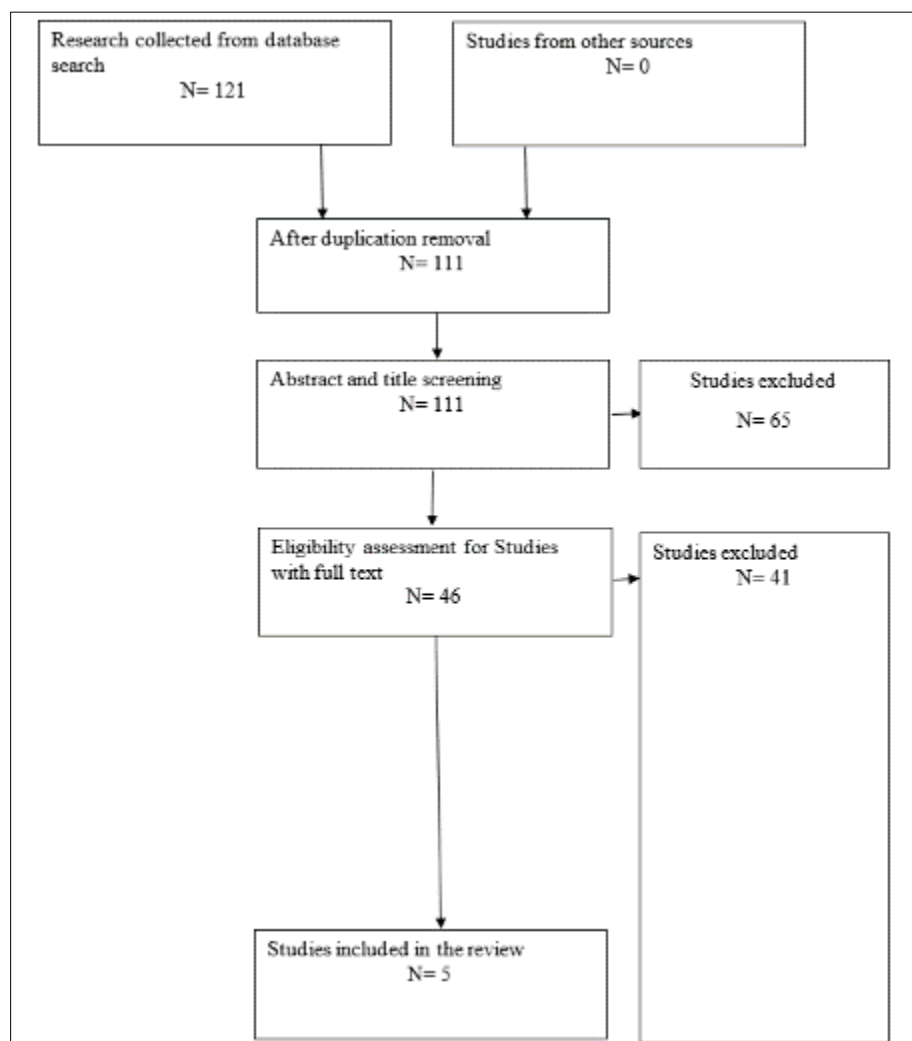 Research collected from database
search
N= 121
Studies from other sources
N= 0
After duplication removal
N= 111
Abstract and title screening
N= 111
Studies excluded
N= 65
Eligibility assessment for Studies
with full text
N= 46
Studies excluded
N= 41
Studies included in the review
N= 5